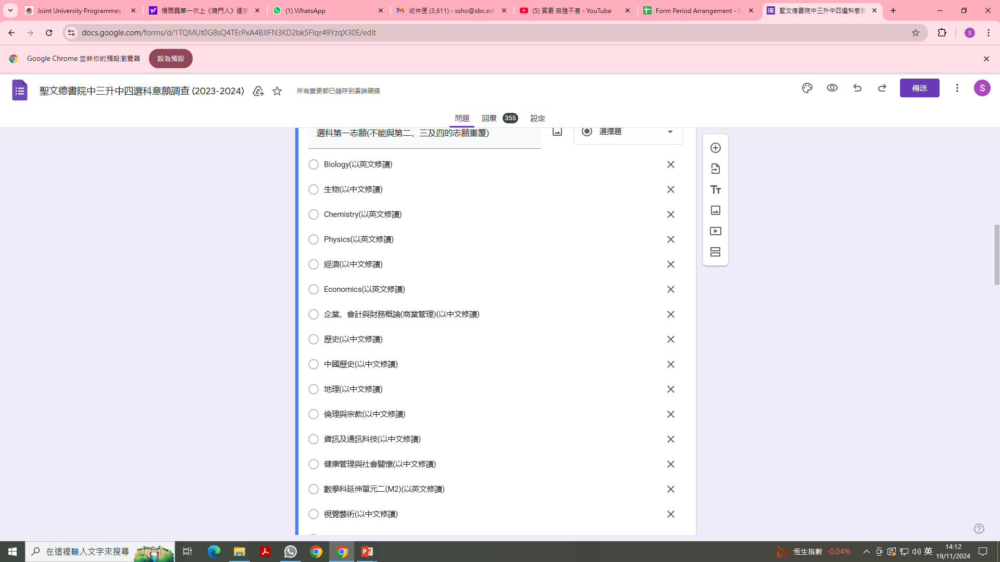 Joint University Programmes
楊茜堯第一次上《獎門人》遇意
(1) WhatsApp
收件匣 (3,611) - ssho@sbc.ed
(5) 貧窮 自強不息 - YouTube
Form Period Arrangement - G
聖文德書院中三升中四選科意願
docs.google.com/forms/d/1TQMUt0G8sQ4TErPxA4BJIFN3KD2bk5FIqr49YzqX30E/edit
S
Google Chrome 並非你的預設瀏覽器
設為預設
聖文德書院中三升中四選科意願調查 (2023-2024)
所有變更都已儲存到雲端硬碟
傳送
S
問題
回覆 355
設定
選科第一志願(不能與第二、三及四的志願重覆)
選擇題
Biology(以英文修讀)
生物(以中文修讀)
Chemistry(以英文修讀)
Physics(以英文修讀)
經濟(以中文修讀)
Economics(以英文修讀)
企業、會計與財務概論(商業管理)(以中文修讀)
歷史(以中文修讀)
中國歷史(以中文修讀)
地理(以中文修讀)
倫理與宗教(以中文修讀)
資訊及通訊科技(以中文修讀)
健康管理與社會關懷(以中文修讀)
數學科延伸單元二(M2)(以英文修讀)
視覺藝術(以中文修讀)
在這裡輸入文字來搜尋
恆生指數 -0.04%
英
14:12
19/11/2024